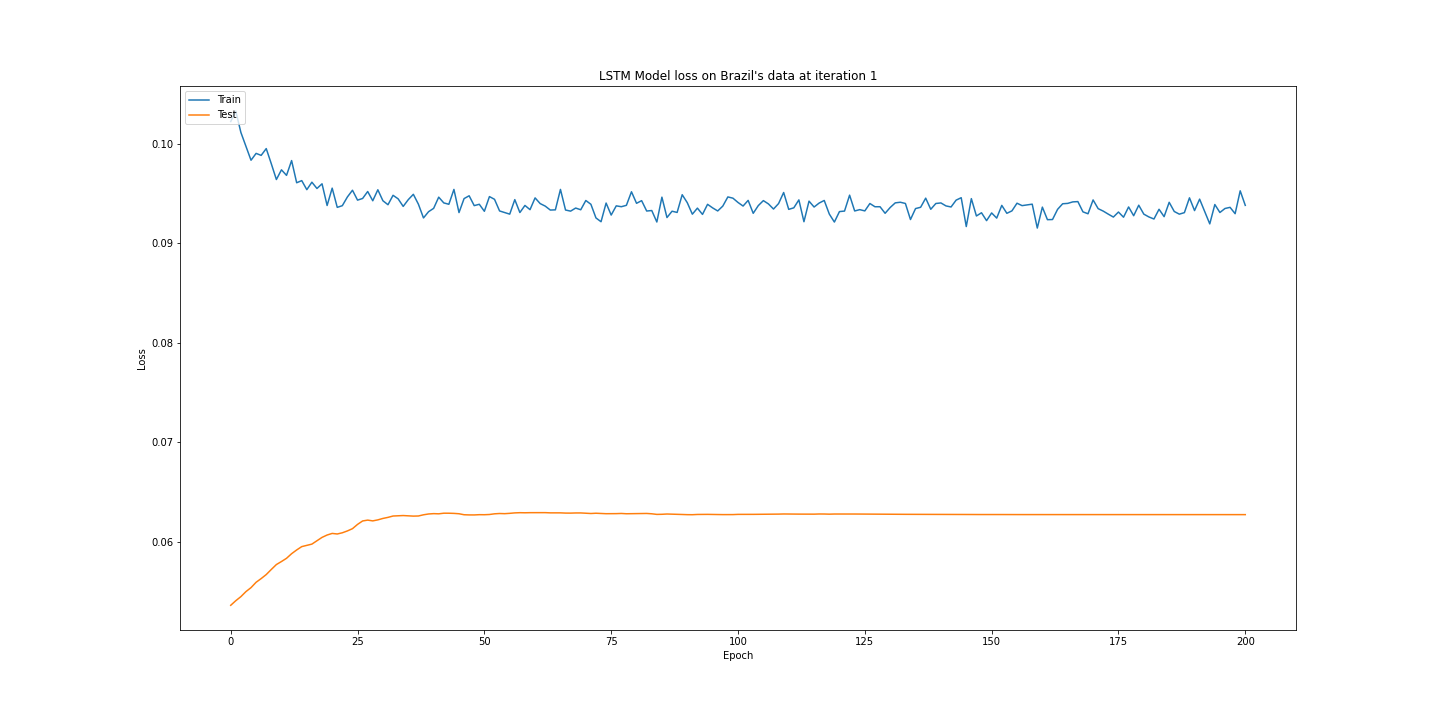 LSTM Model loss on Brazil's data at iteration 1
Train
Test
0.10
0.09
0.08
0.07
0.06
Loss
0 25 50 75 100 125 150 175 200
Epoch